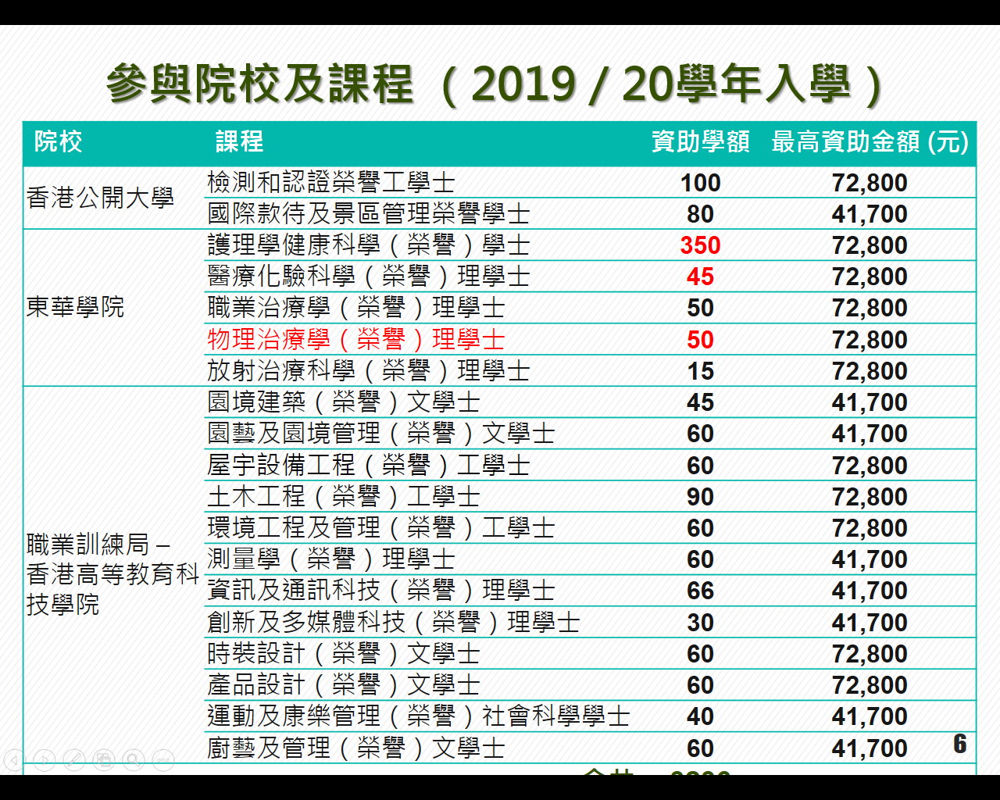 參與院校及課程（2019／20學年入學）
院校 課程 資助學額 最高資助金額 (元)
香港公開大學
檢測和認證榮譽工學士 100 72,800
國際款待及景區管理榮譽學士 80 41,700
東華學院
護理學健康科學（榮譽）學士 350 72,800
醫療化驗科學（榮譽）理學士 45 72,800
職業治療學（榮譽）理學士 50 72,800
物理治療學（榮譽）理學士 50 72,800
放射治療科學（榮譽）理學士 15 72,800
職業訓練局 –
香港高等教育科
技學院
園境建築（榮譽）文學士 45 41,700
園藝及園境管理（榮譽）文學士 60 41,700
屋宇設備工程（榮譽）工學士 60 72,800
土木工程（榮譽）工學士 90 72,800
環境工程及管理（榮譽）工學士 60 72,800
測量學（榮譽）理學士 60 41,700
資訊及通訊科技（榮譽）理學士 66 41,700
創新及多媒體科技（榮譽）理學士 30 41,700
時裝設計（榮譽）文學士 60 72,800
產品設計（榮譽）文學士 60 72,800
運動及康樂管理（榮譽）社會科學學士 40 41,700
廚藝及管理（榮譽）文學士 60 41,700
6